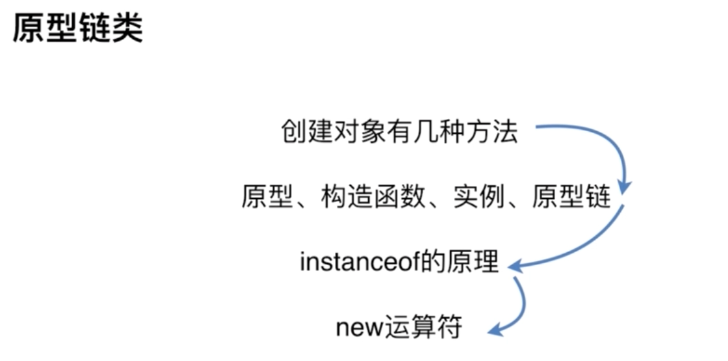 原型链类
创建对象有几种方法
原型、构造函数、实例、原型链
instanceof的原理
new运算符